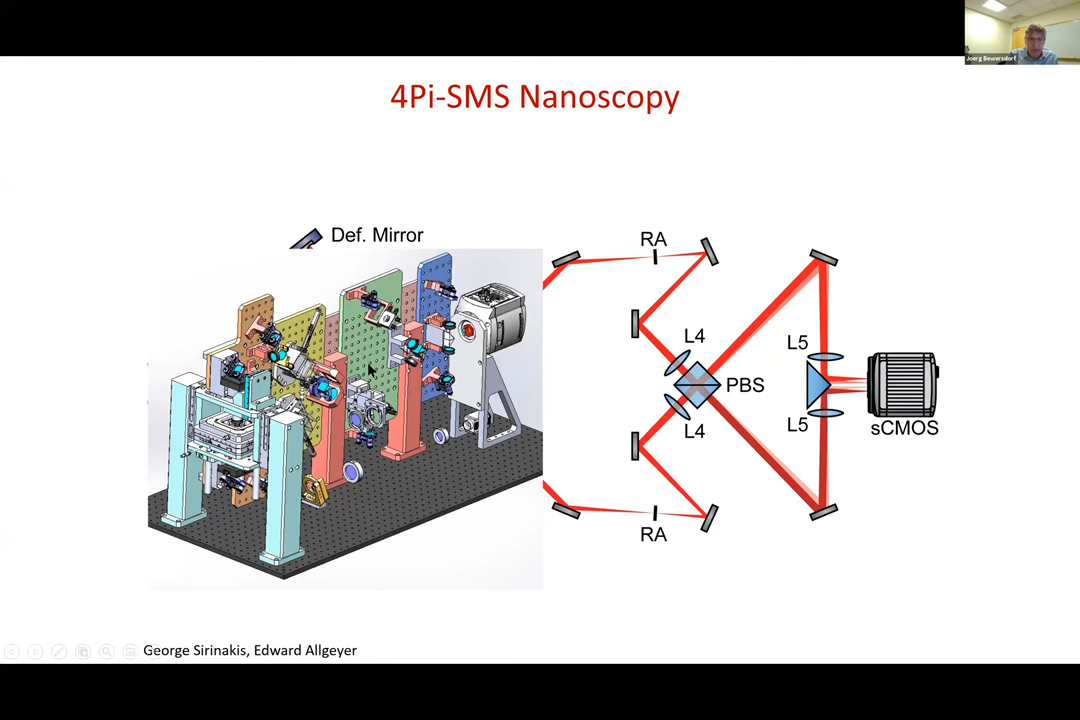 Joerg Bewersdorf
4Pi-SMS Nanoscopy
Def. Mirror
RA
L4
L5
PBS
L4
L5
sCMOS
RA
George Sirinakis, Edward Allgeyer